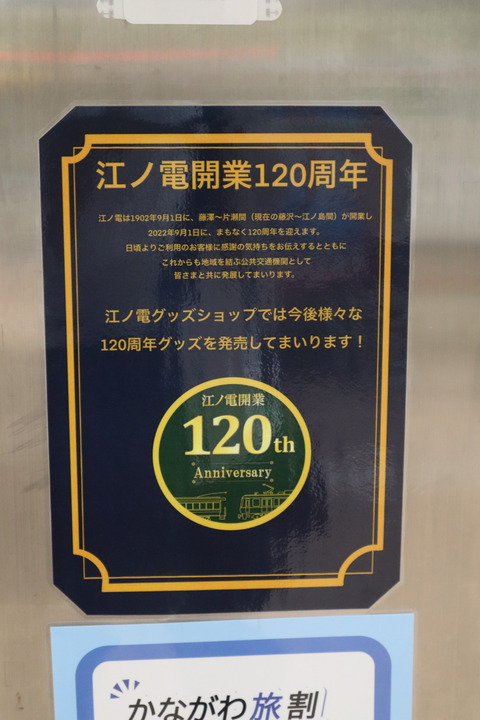 江ノ電開業120周年
江ノ電は1902年9月1日に、藤澤〜片瀬間（現在の藤沢〜江ノ島間）が開業し
2022年9月1日に、まもなく120周年を迎えます。
日頃よりご利用のお客様に感謝の気持ちをお伝えするとともに
これからも地域を結ぶ公共交通機関として
皆さまと共に発展してまいります。
江ノ電グッズショップでは今後様々な
120周年グッズを発売してまいります！
江ノ電開業
120th
Anniversary
かながわ旅割